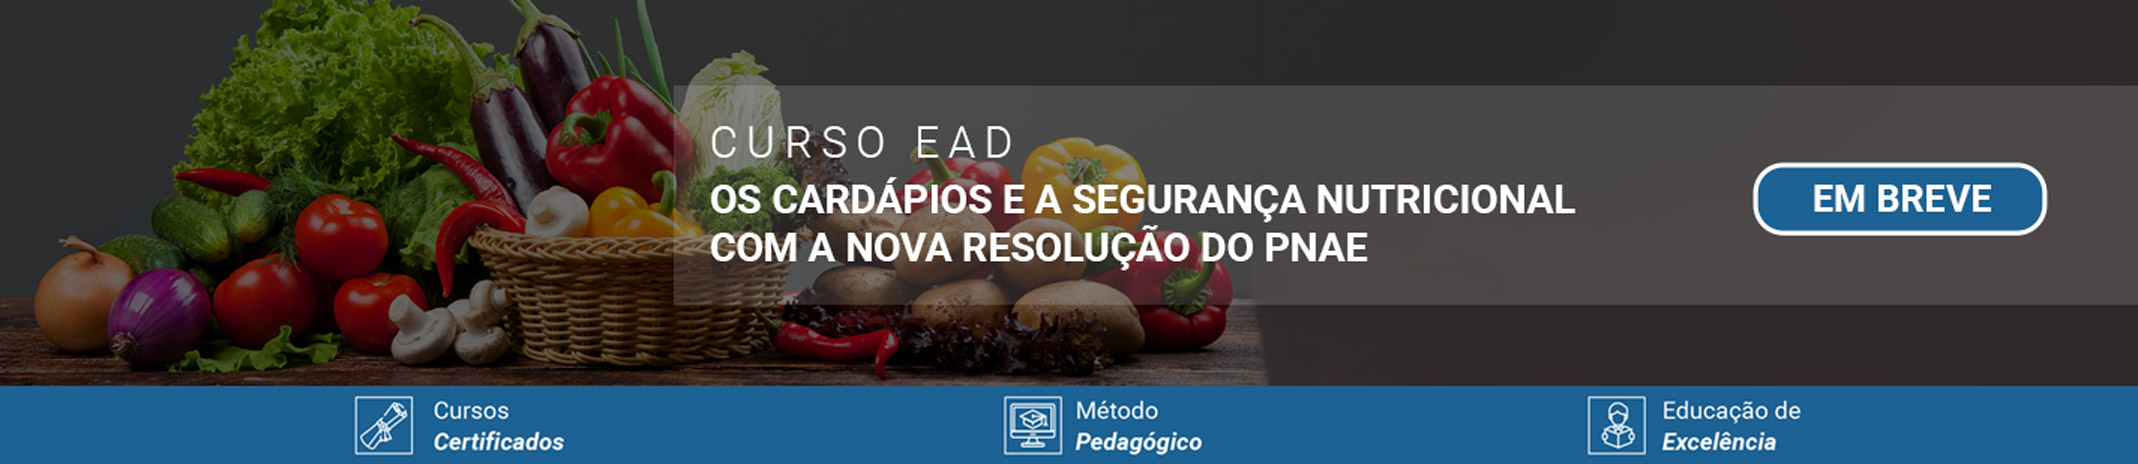 CURSO EAD
OS CARDÁPIOS E A SEGURANÇA NUTRICIONAL
COM A NOVA RESOLUÇÃO DO PNAE
EM BREVE
Cursos
Certificados
Método
Pedagógico
Educação de
Excelência